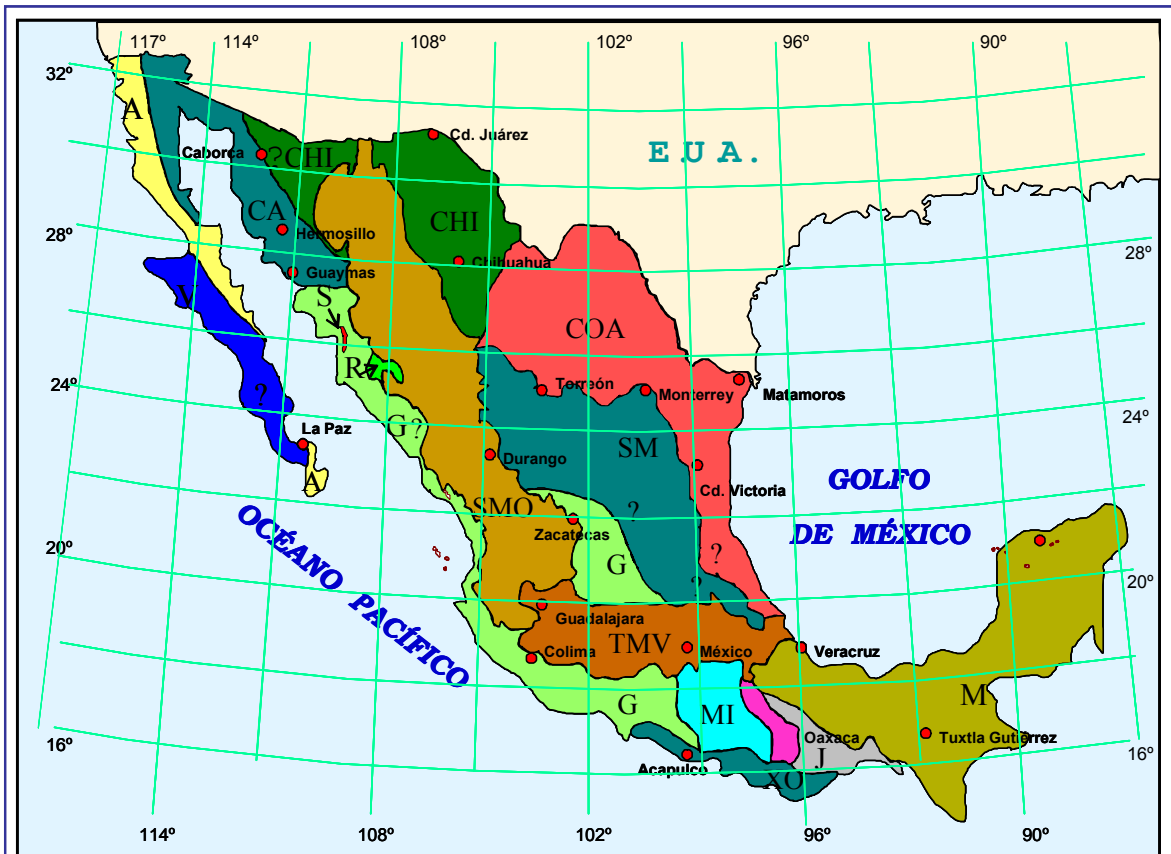 117º 114º 108º 102º 96º 90º
32º
A
Cd. Juárez
E U A.
Caborca
?CHI
CA
CHI
28º
Hermosillo
28º
Guaymas
Chihuahua
V
S
COA
R
Torreón
Monterrey
Matamoros
24º
?
G?
24º
La Paz
SM
Durango
Cd. Victoria
GOLFO
A
SMO
?
DE MÉXICO
Zacatecas
OCÉANO PACÍFICO
20º
G
?
?
20º
Guadalajara
TMV
México
Veracruz
Colima
G
MI
M
16º
Oaxaca
Tuxtla Gutiérrez
J
16º
Acapulco
XO
114º 108º 102º 96º 90º